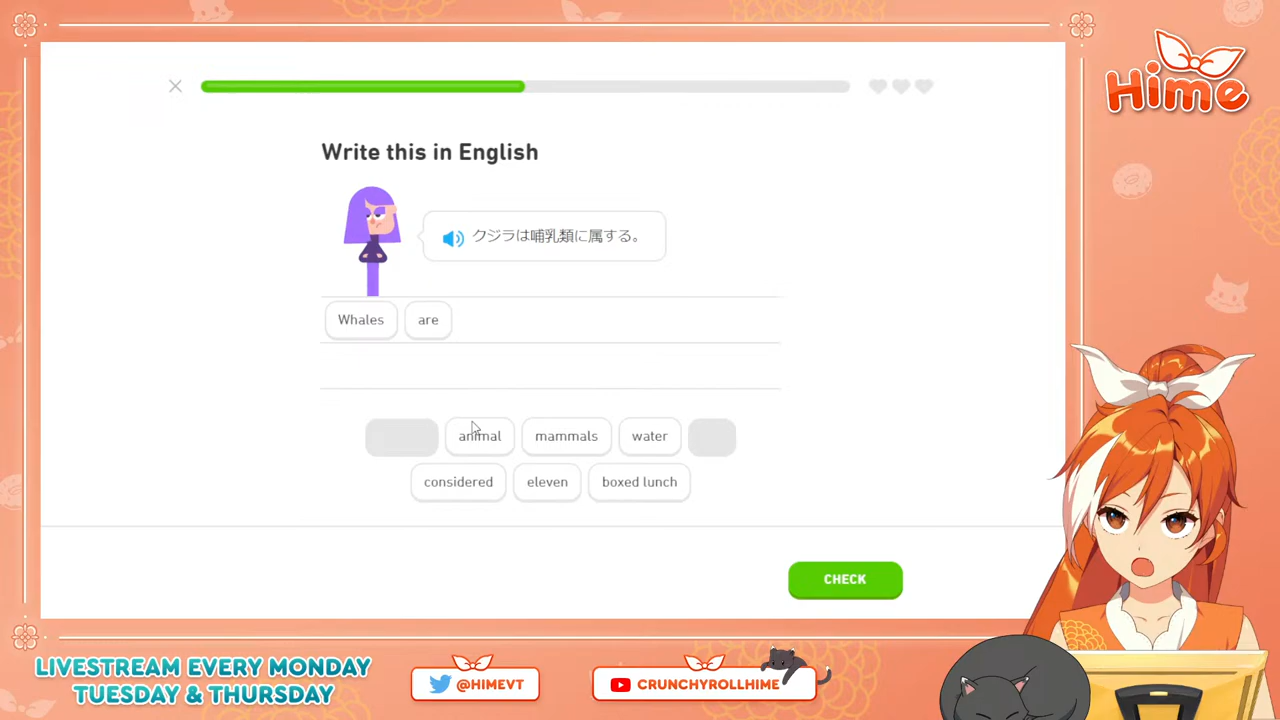 Hime
Write this in English
クジラは哺乳類に属する。
Whales are
animal mammals water
considered eleven boxed lunch
CHECK
LIVESTREAM EVERY MONDAY
TUESDAY & THURSDAY
@HIMEVT
CRUNCHYROLLHIME